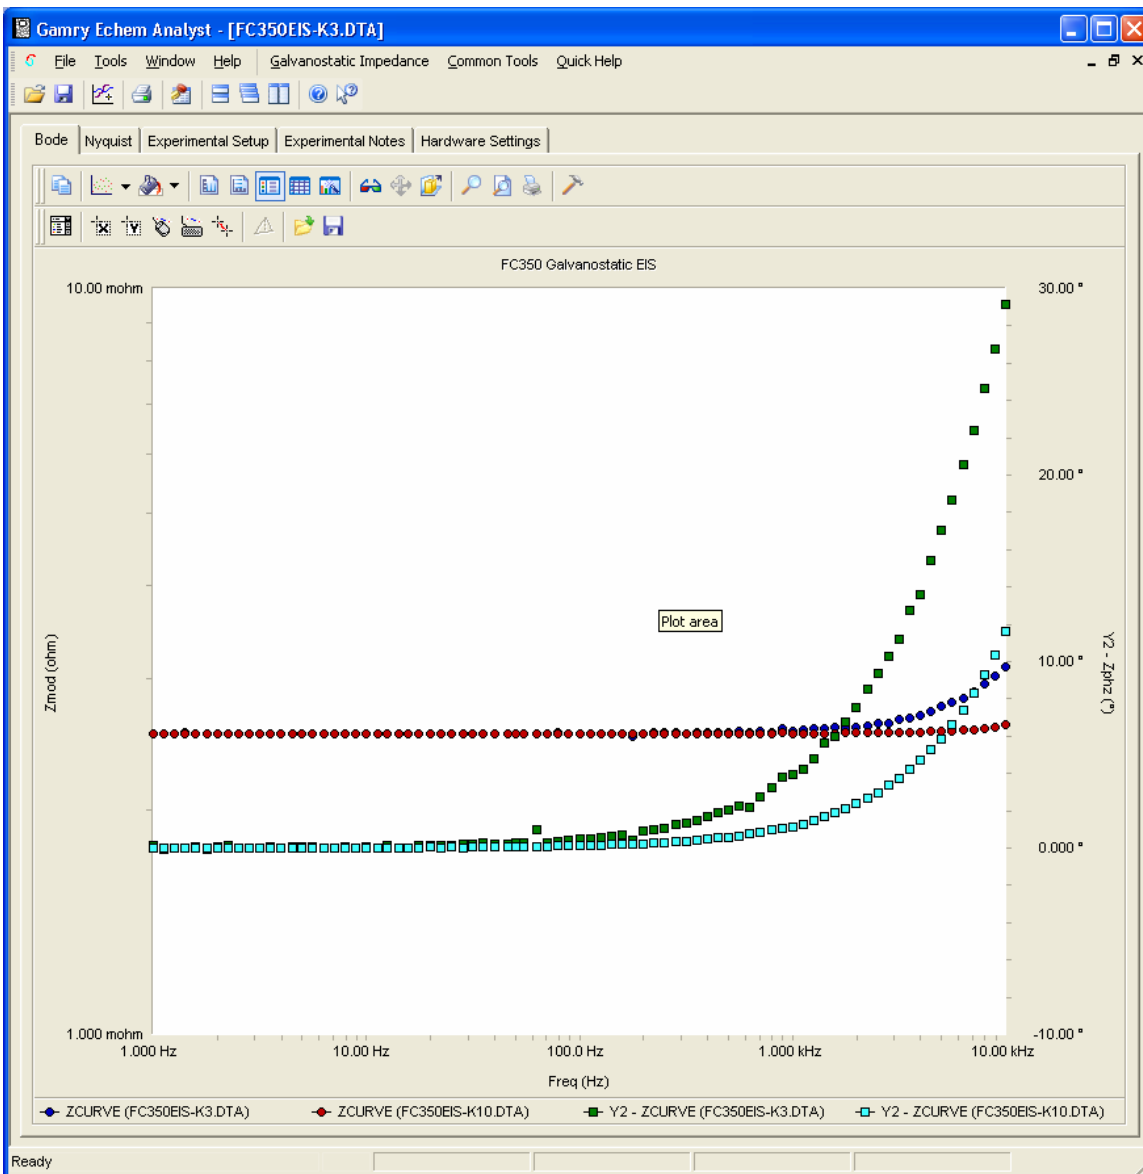 Gamry Echem Analyst - [FC350EIS-K3.DTA]
File Tools Window Help Galvanostatic Impedance Common Tools Quick Help
Bode Nyquist Experimental Setup Experimental Notes Hardware Settings
FC350 Galvanostatic EIS
10.00 mohm
30.00 °
20.00 °
Plot area
Zmod (ohm)
10.00 °
Y2 - Zphz (°)
0.000 °
1.000 mohm
-10.00 °
1.000 Hz 10.00 Hz 100.0 Hz 1.000 kHz 10.00 kHz
Freq (Hz)
ZCURVE (FC350EIS-K3.DTA) ZCURVE (FC350EIS-K10.DTA) Y2 - ZCURVE (FC350EIS-K3.DTA) Y2 - ZCURVE (FC350EIS-K10.DTA)
Ready